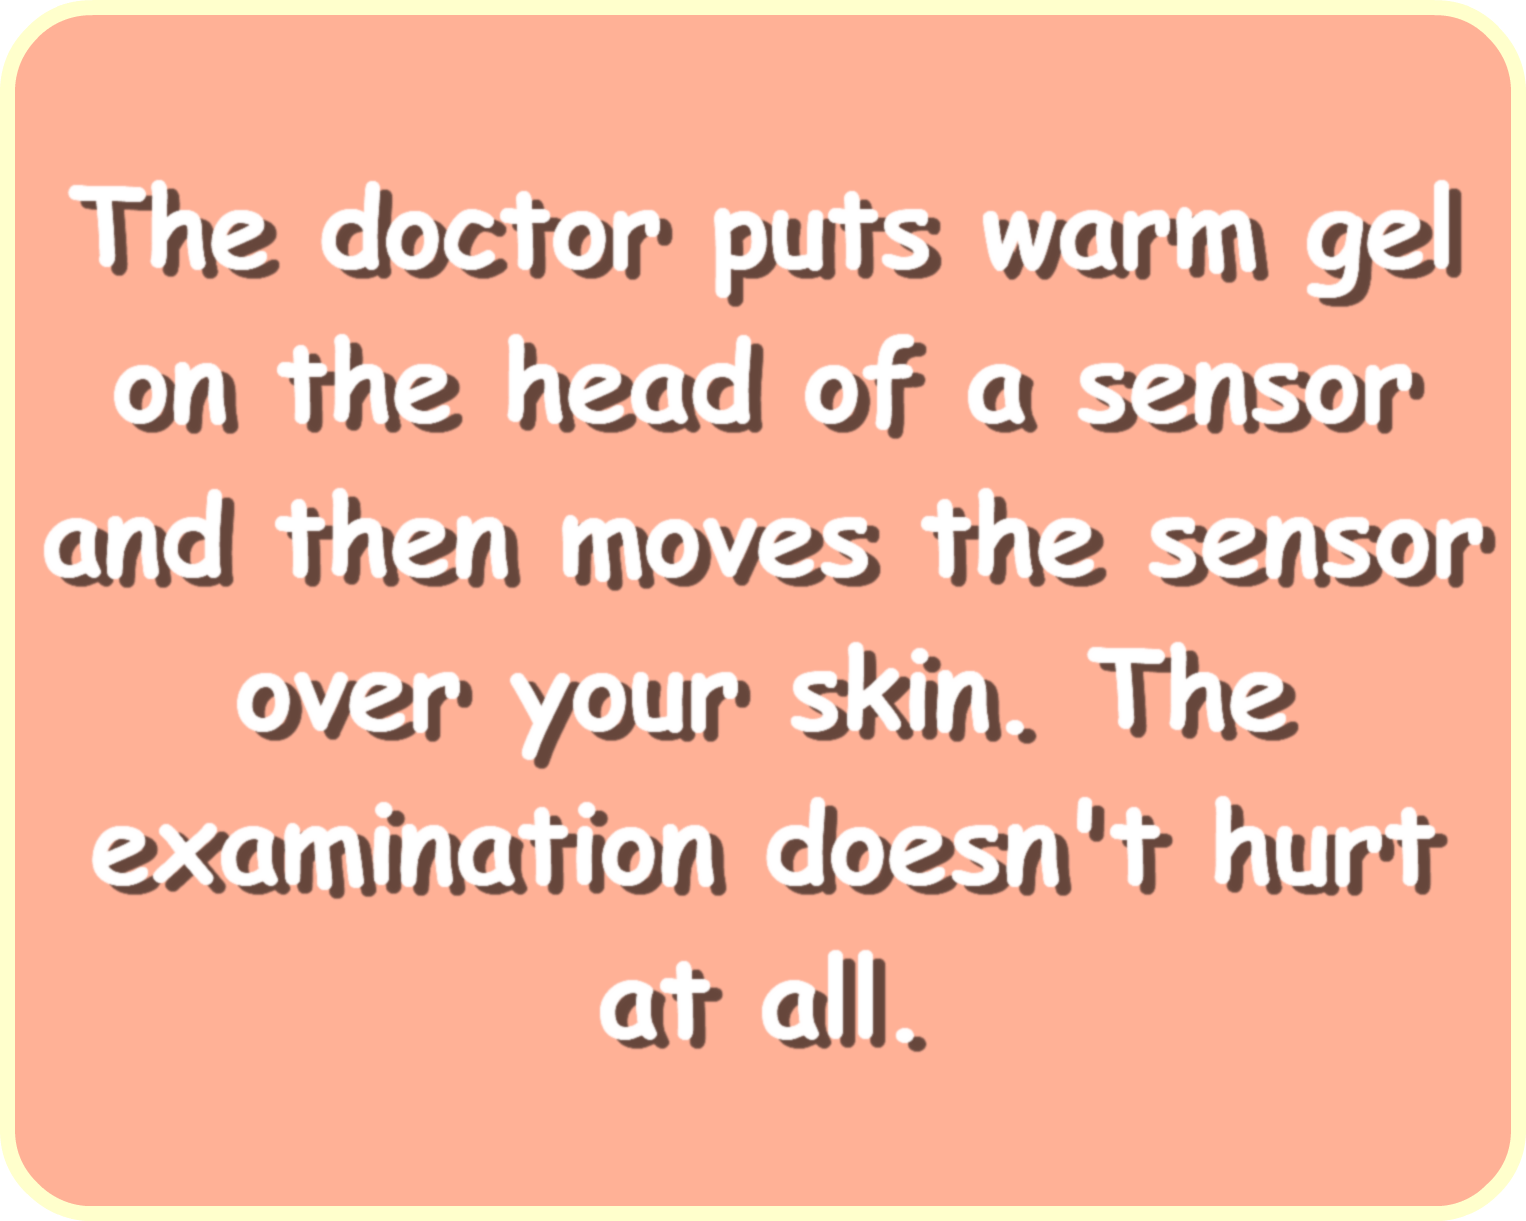 The doctor puts warm gel
on the head of a sensor
and then moves the sensor
over your skin. The
examination doesn't hurt
at all.